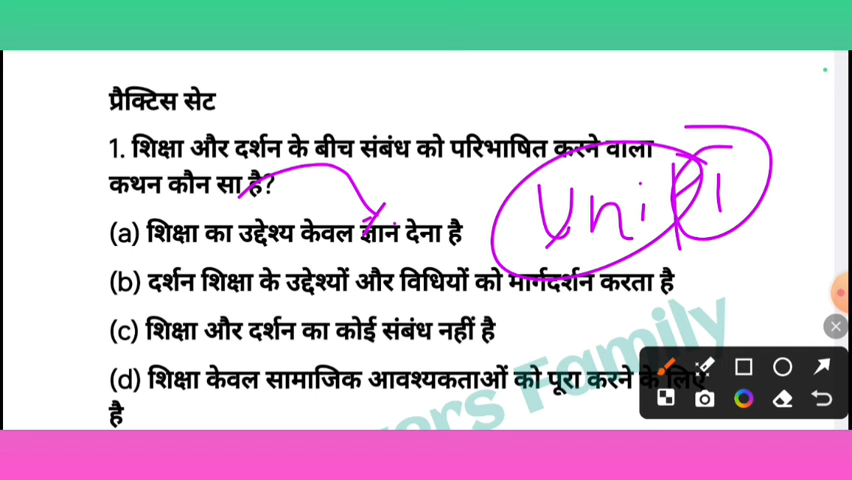 प्रैक्टिस सेट
1. शिक्षा और दर्शन के बीच संबंध को परिभाषित करने वाला
कथन कौन सा है?
(a) शिक्षा का उद्देश्य केवल ज्ञान देना है
(b) दर्शन शिक्षा के उद्देश्यों और विधियों को मार्गदर्शन करता है
(c) शिक्षा और दर्शन का कोई संबंध नहीं है
(d) शिक्षा केवल सामाजिक आवश्यकताओं को पूरा करने के लिए
है
Family